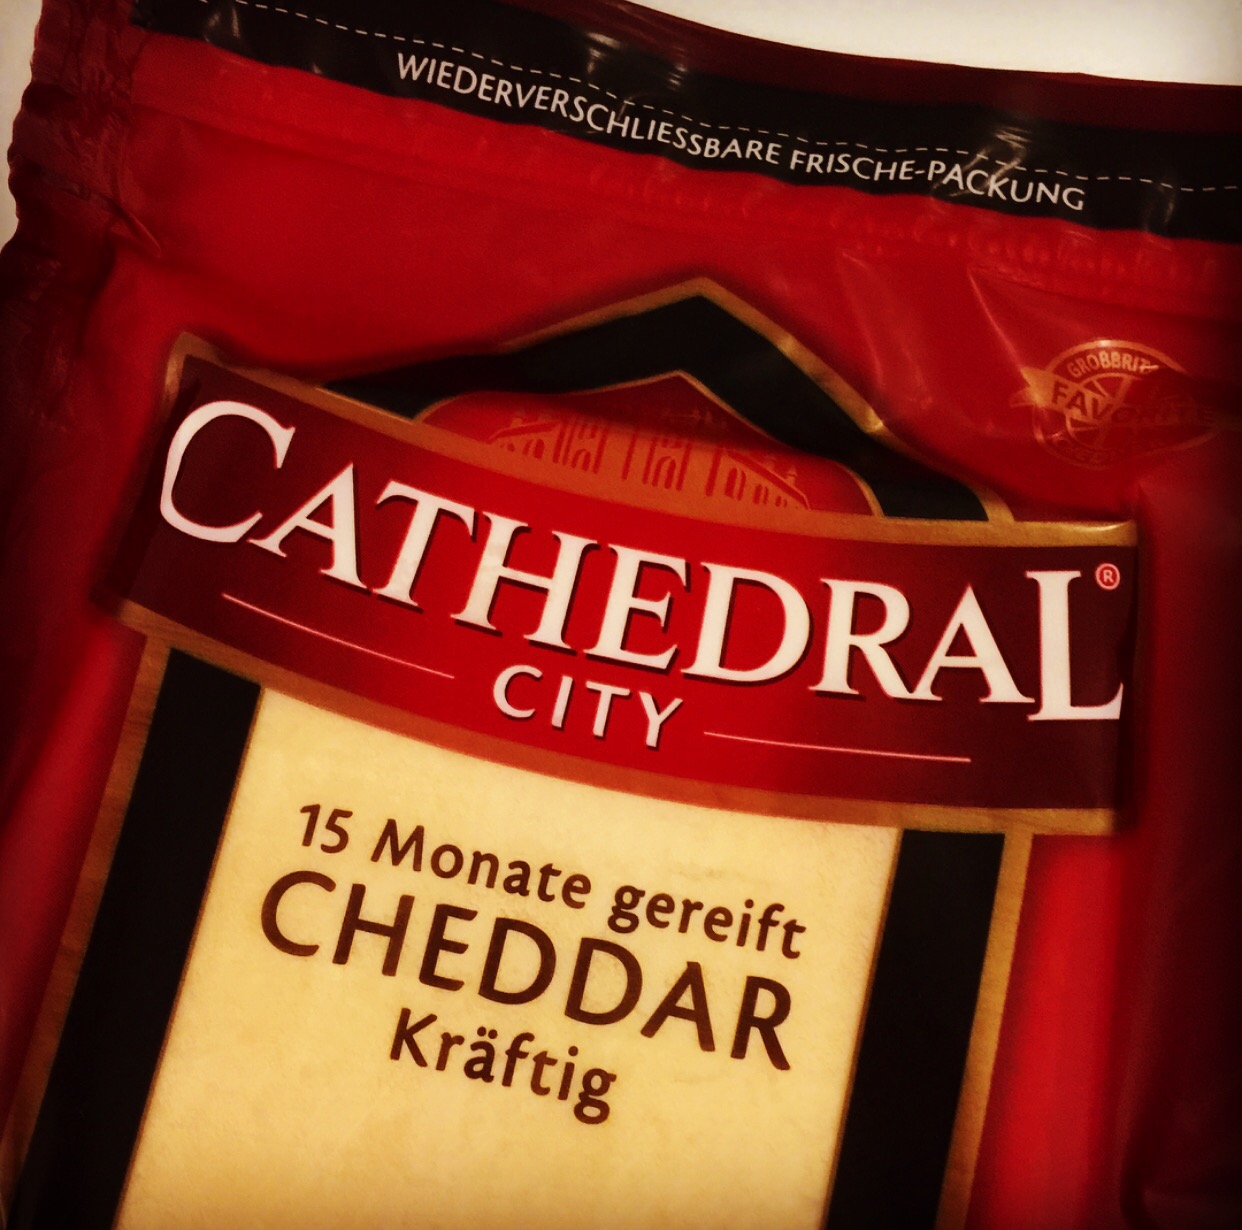 WIEDERVERSCHLIESSBARE FRISCHE-PACKUNG
CATHEDRAL®
CITY
15 Monate gereift
CHEDDAR
Kräftig